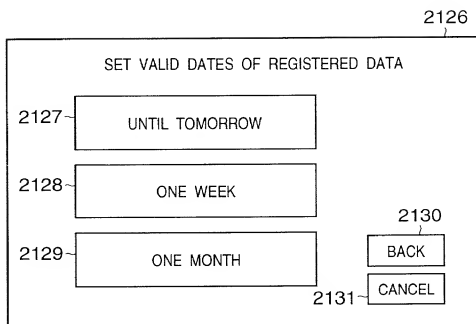 2126
SET VALID DATES OF REGISTERED DATA
2127
UNTIL TOMORROW
2128
ONE WEEK
2129
ONE MONTH
2130
BACK
2131
CANCEL